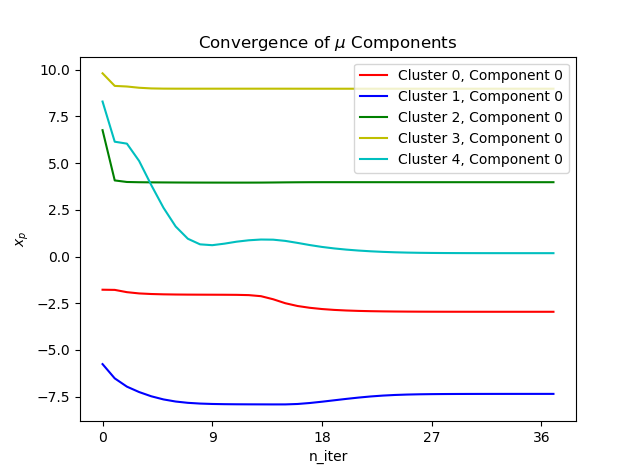 Convergence of μ Components
10.0
7.5
5.0
2.5
0.0
−2.5
−5.0
−7.5
x_p
Cluster 0, Component 0
Cluster 1, Component 0
Cluster 2, Component 0
Cluster 3, Component 0
Cluster 4, Component 0
0 9 18 27 36
n_iter